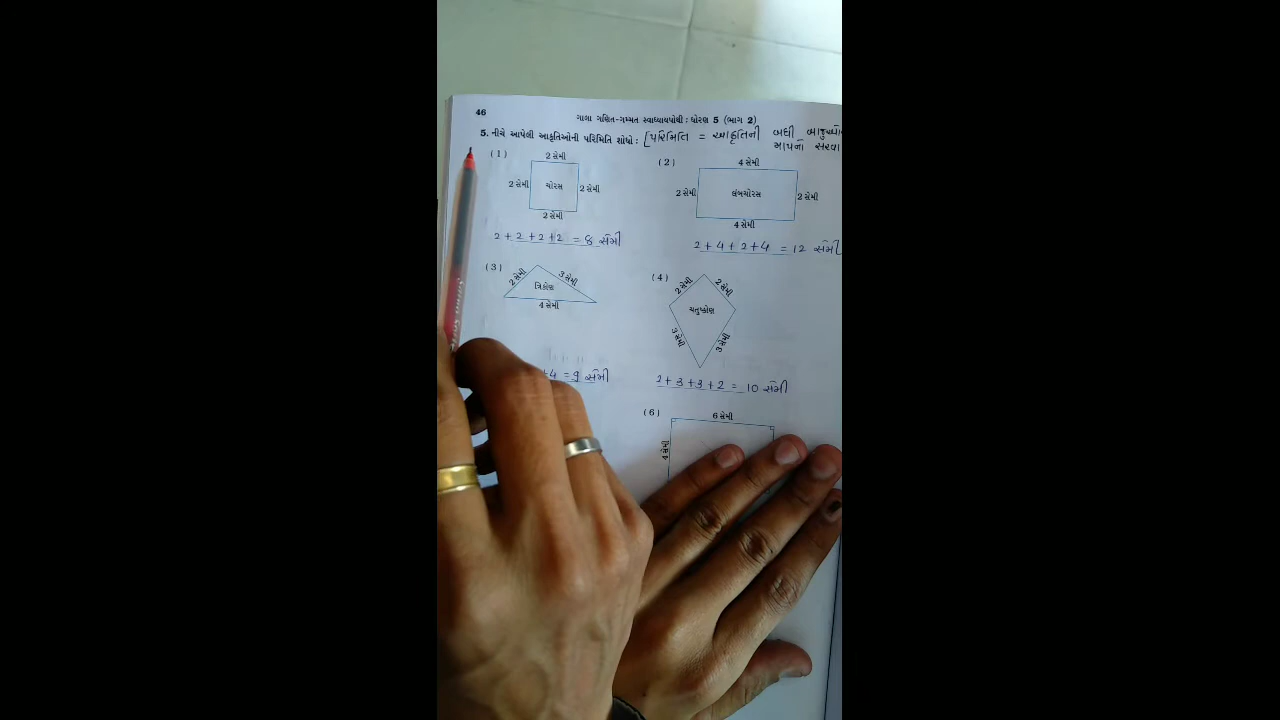 46
ગાલા ગણિત-ગમ્મત સ્વાધ્યાયપોથી : ધોરણ 5 (ભાગ 2)
5. નીચે આપેલી આકૃતિઓની પરિમિતિ શોધો : [પરિમિતિ = આકૃતિની બધી
સરવા
(1)
2 સેમી
2 સેમી
ચોરસ
2 સેમી
2 સેમી
2 + 2 + 2 + 2 = 8 સેમી
(2)
4 સેમી
2 સેમી
લંબચોરસ
2 સેમી
4 સેમી
2 + 4 + 2 + 4 = 12 સેમી
(3)
2 સેમી
3 સેમી
ત્રિકોણ
4 સેમી
+4 = 9 સેમી
(4)
2 સેમી
2 સેમી
ચતુષ્કોણ
3 સેમી
3 સેમી
2 + 3 + 3 + 2 = 10 સેમી
(6)
6 સેમી
4 સેમી